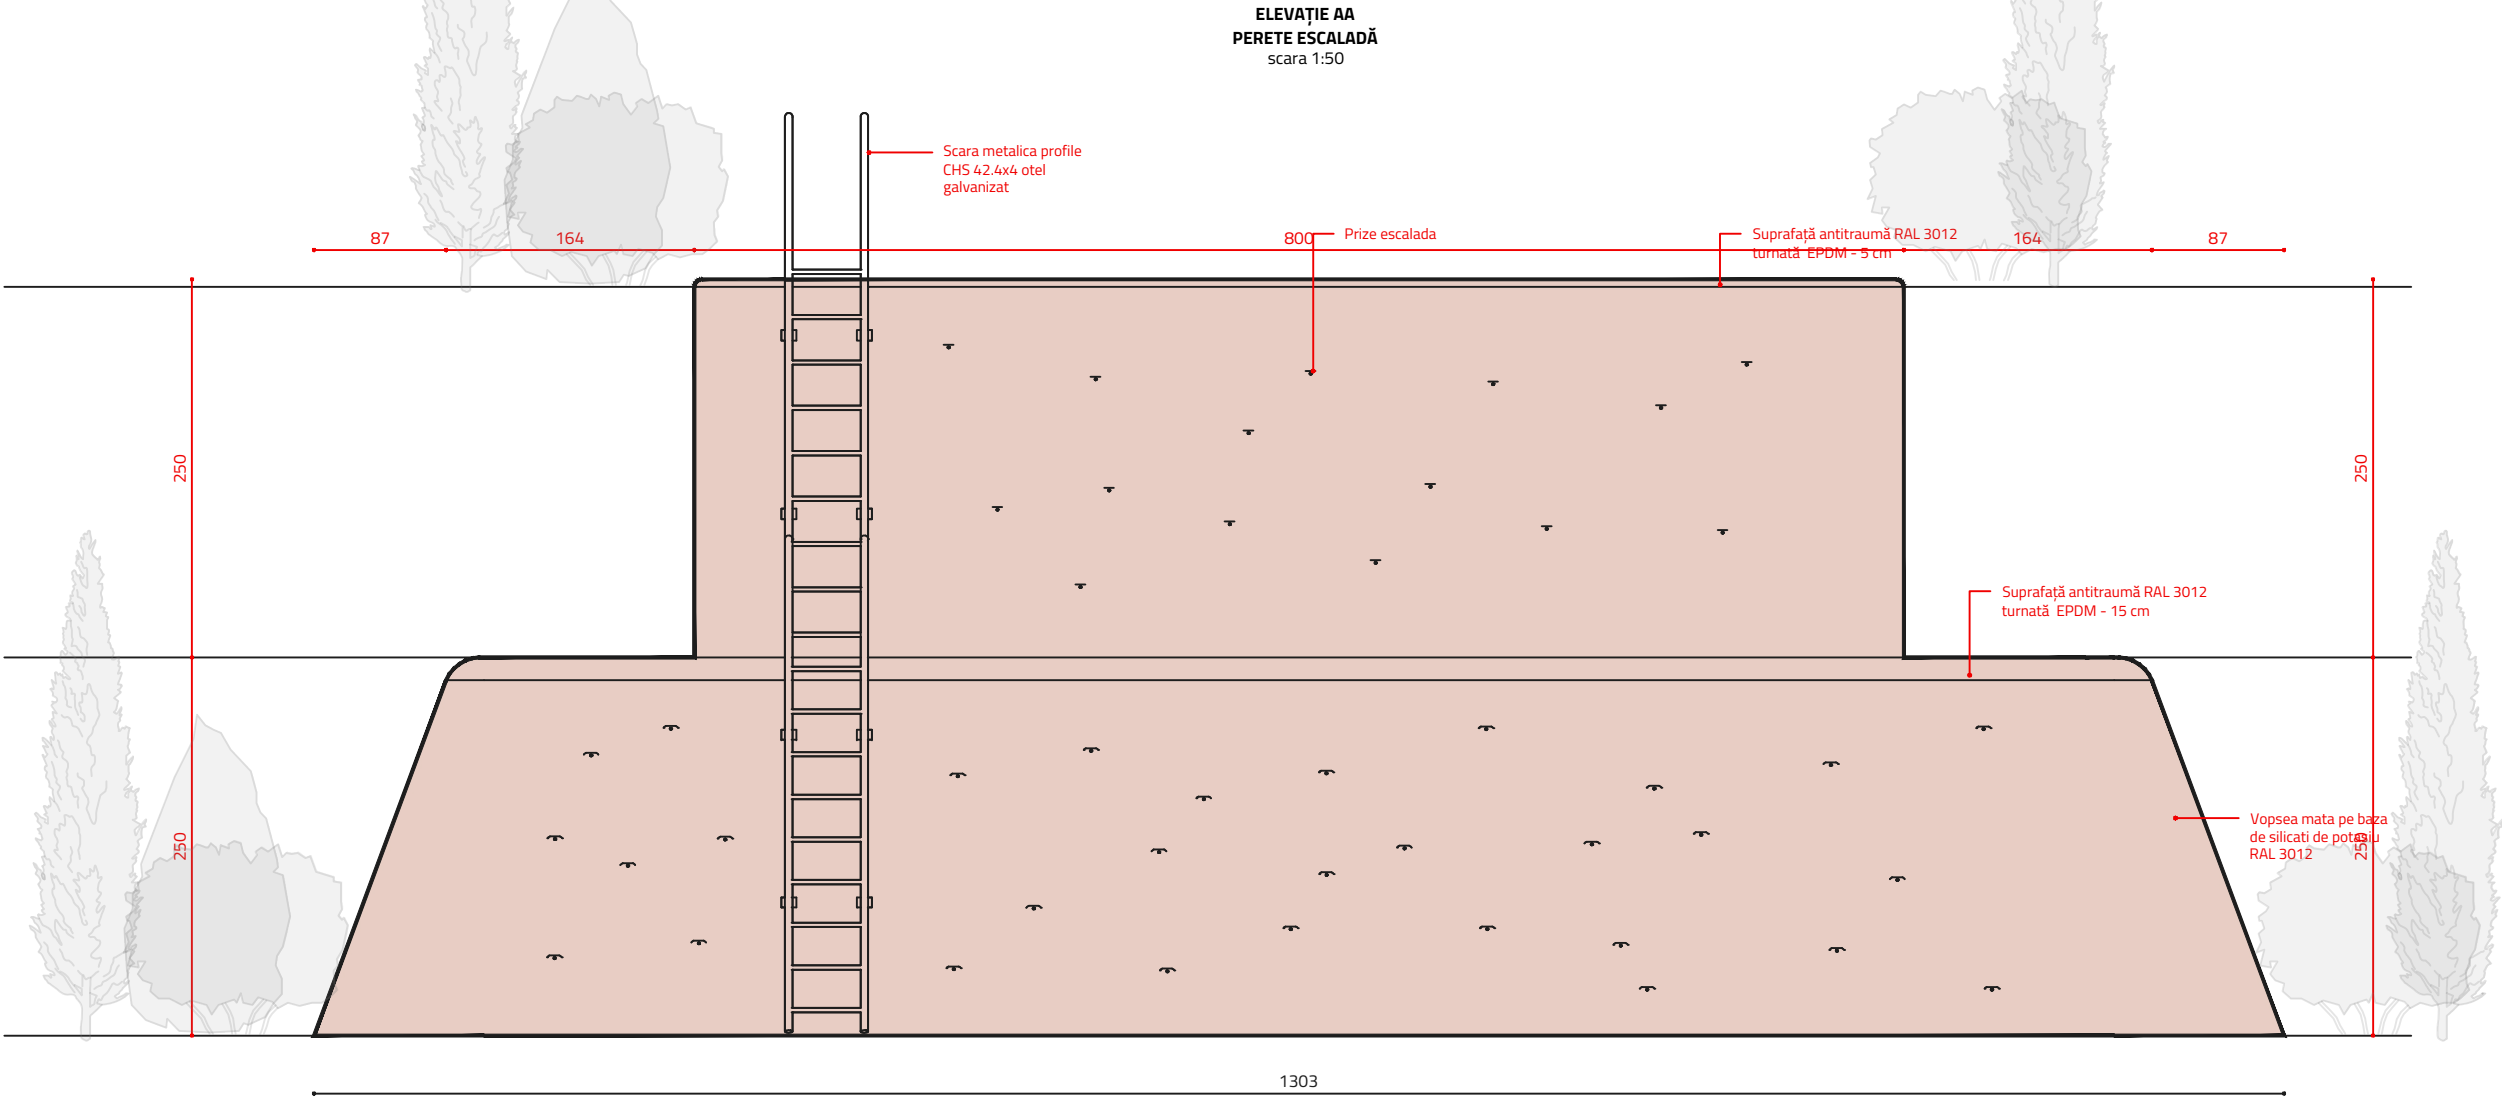 ELEVAȚIE AA
PERETE ESCALADĂ
scara 1:50
Scara metalica profile
CHS 42.4x4 otel
galvanizat
87
164
800
164
87
Prize escalada
Suprafață antitraumă RAL 3012
turnată EPDM - 5 cm
250
250
Suprafață antitraumă RAL 3012
turnată EPDM - 15 cm
250
250
Vopsea mata pe baza
de silicati de potasiu
RAL 3012
1303